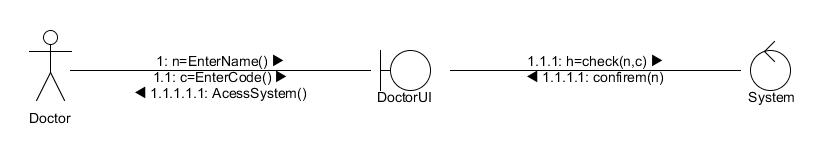 1: n=EnterName() ▶
1.1: c=EnterCode() ▶
◀ 1.1.1.1.1: AcessSystem()
Doctor
DoctorUI
1.1.1: h=check(n,c) ▶
◀ 1.1.1.1: confirem(n)
System